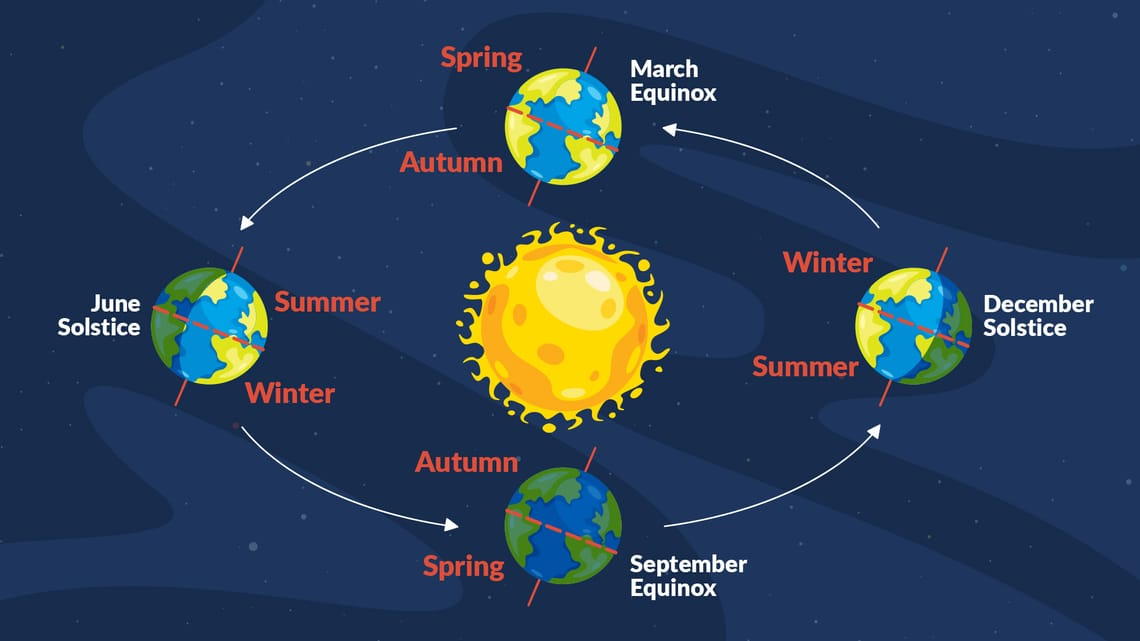 Spring
March
Equinox
Autumn
Winter
June
Solstice
Summer
December
Solstice
Summer
Winter
Autumn
Spring
September
Equinox